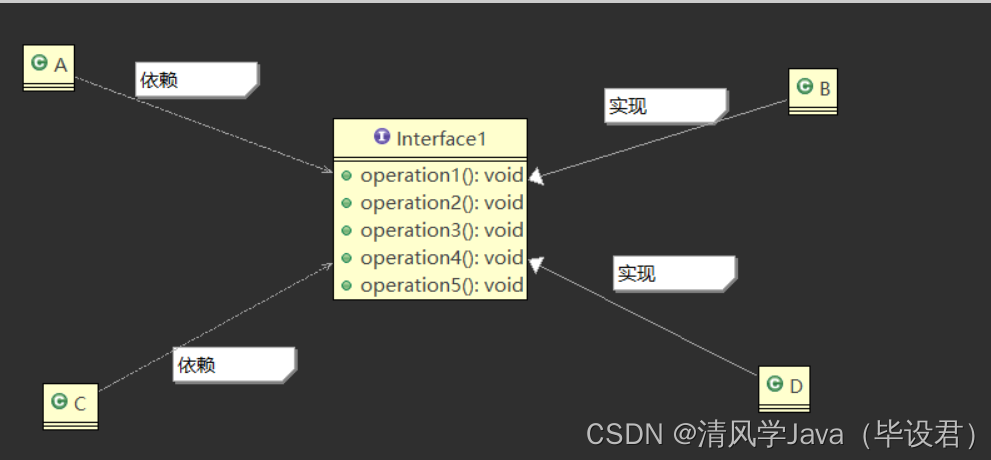 C A
依赖
实现
C B
I Interface1
operation1(): void
operation2(): void
operation3(): void
operation4(): void
operation5(): void
实现
依赖
C C
C D
CSDN @清风学Java（毕设君）